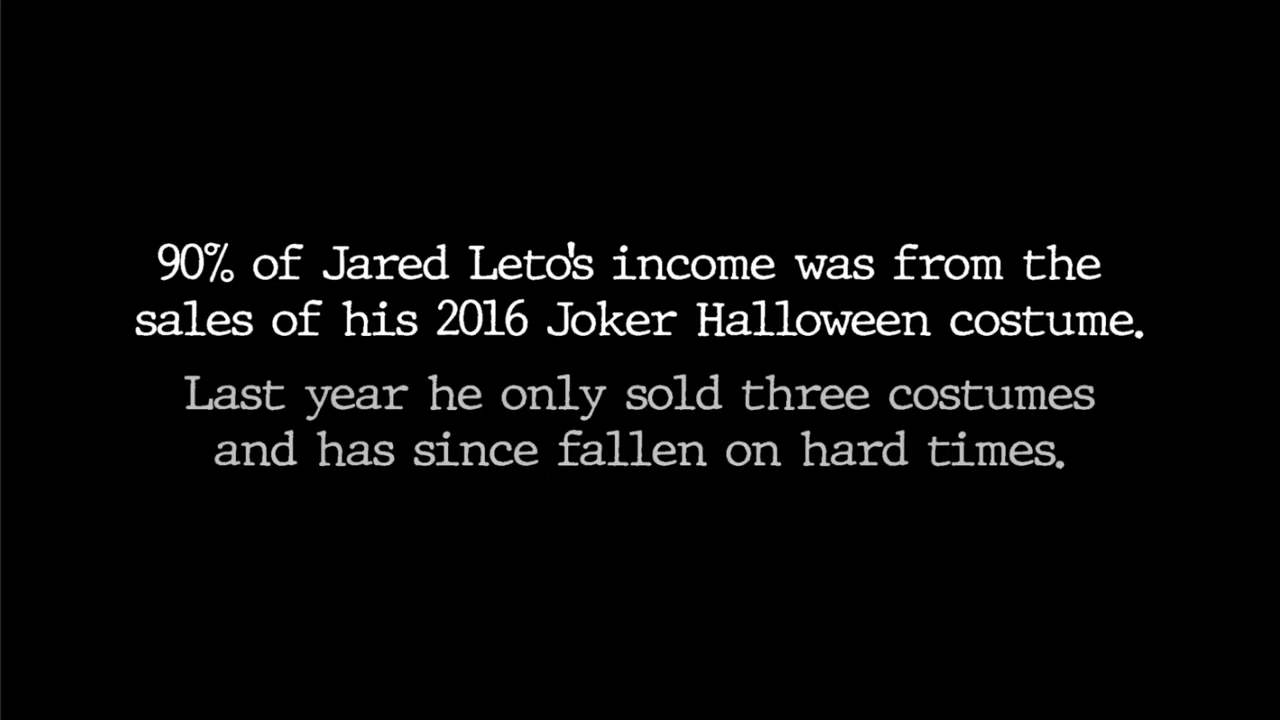 90% of Jared Leto's income was from the
sales of his 2016 Joker Halloween costume.
Last year he only sold three costumes
and has since fallen on hard times.